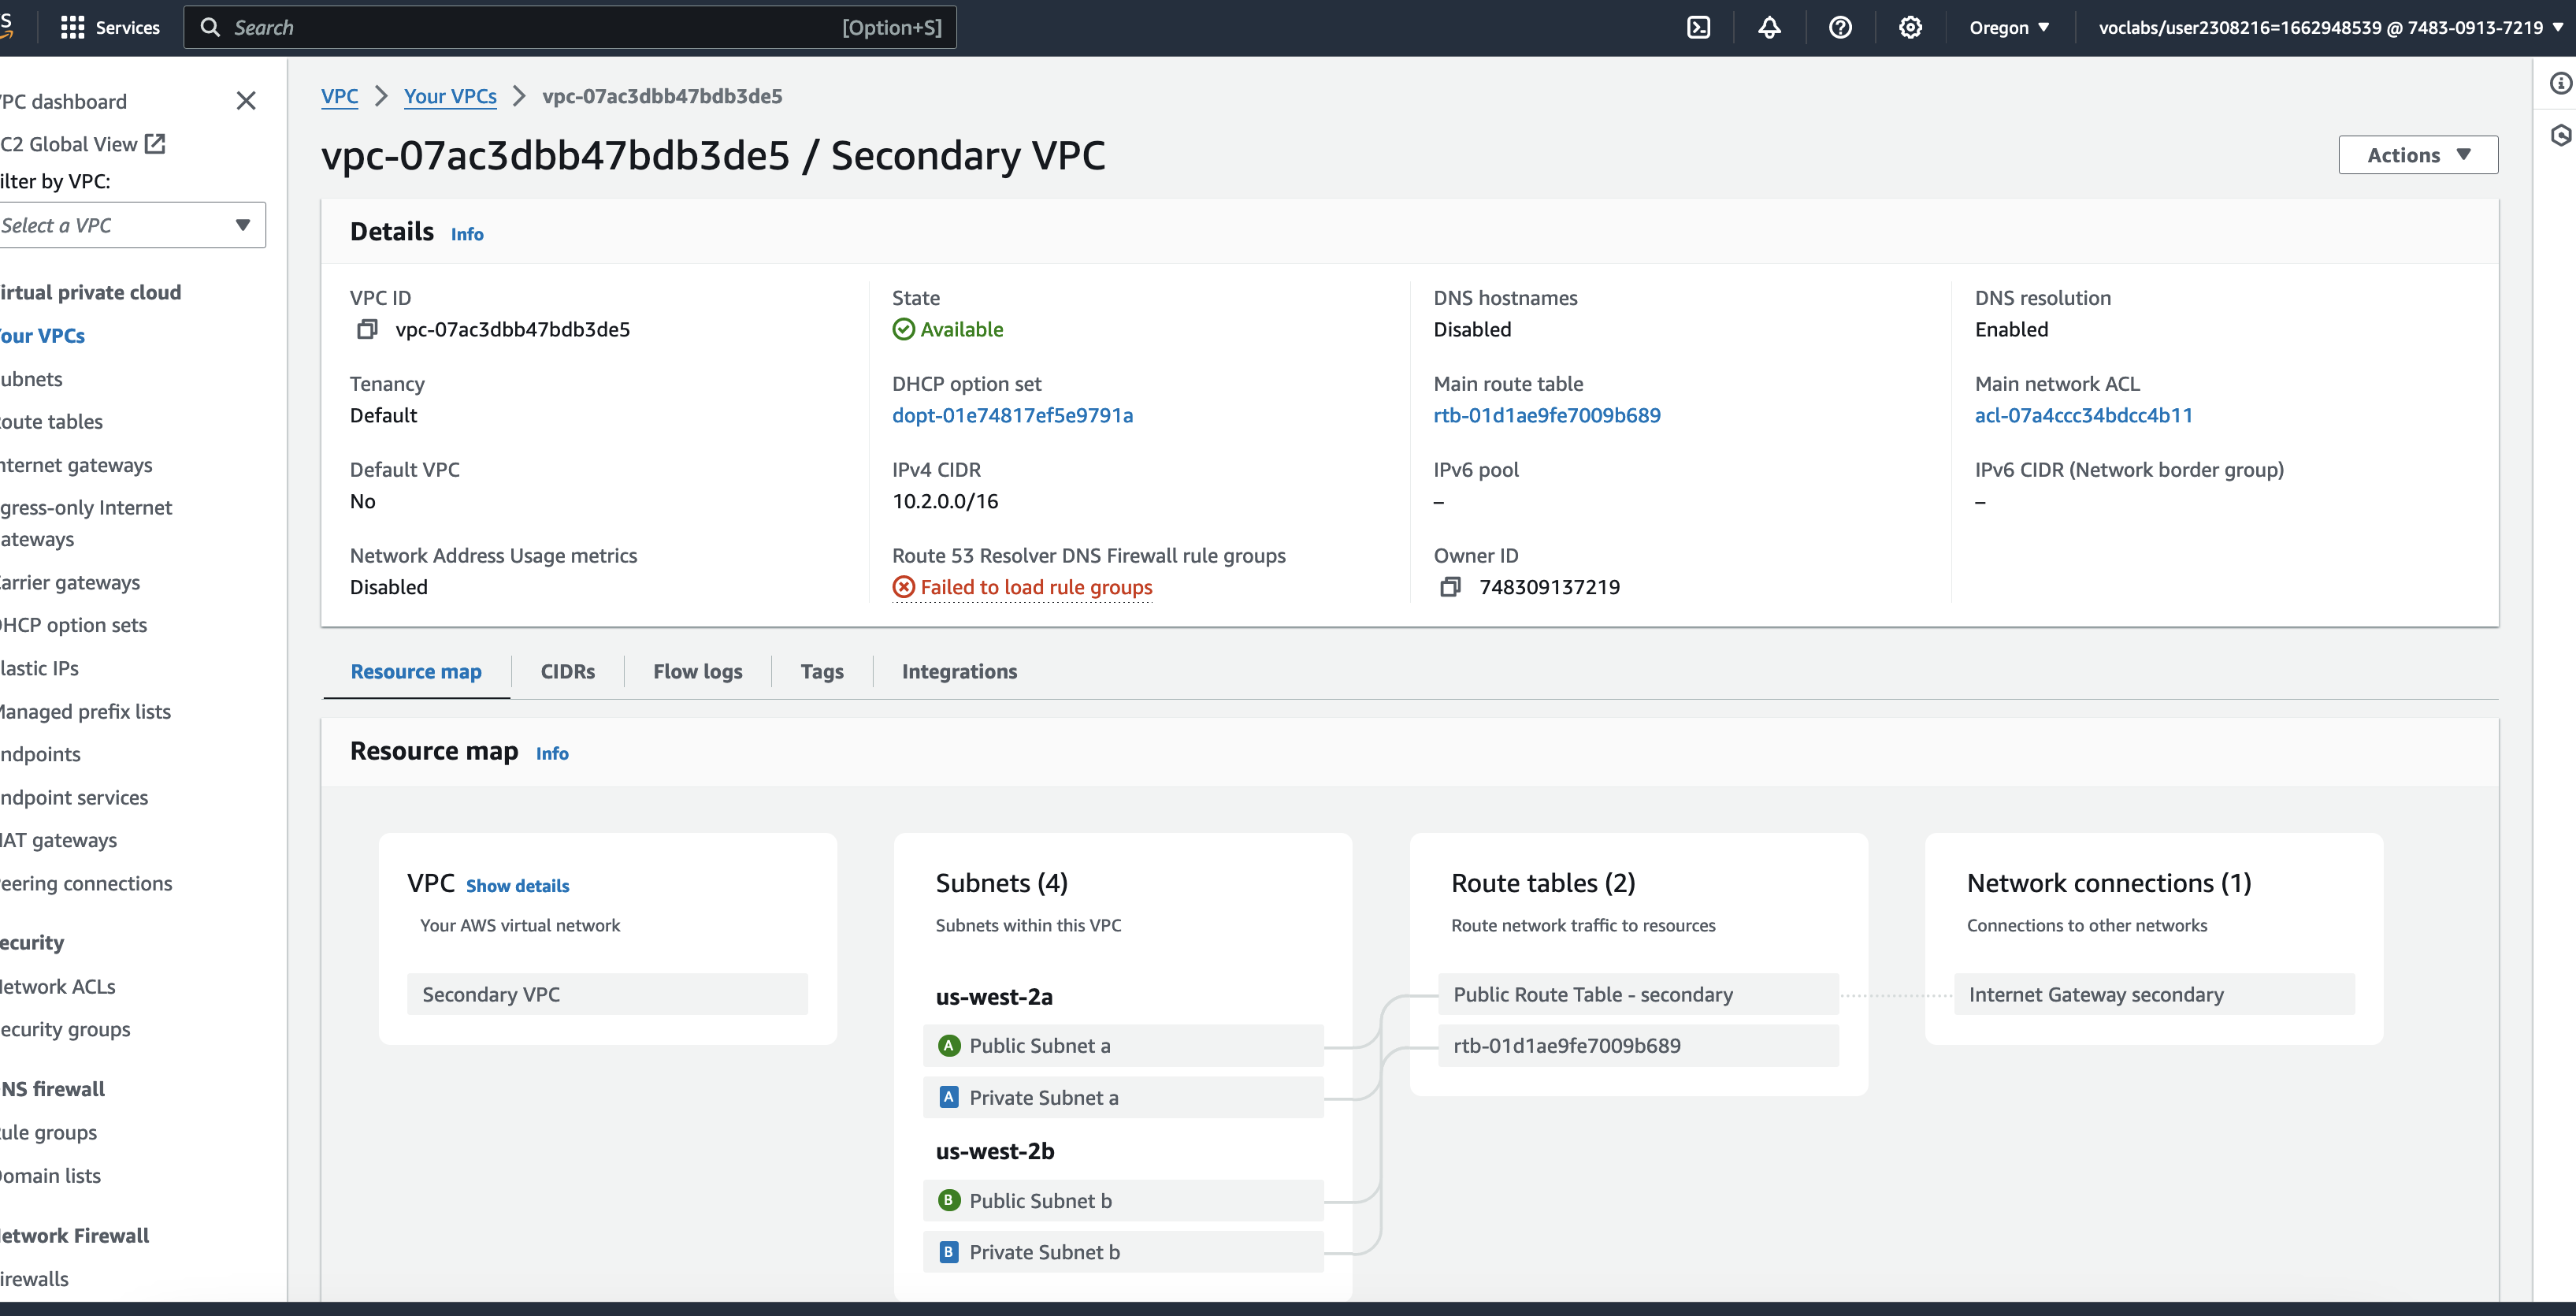 S
Services
Search
[Option+S]
Oregon
voclabs/user2308216=1662948539 @ 7483-0913-7219
PC dashboard
C2 Global View
ilter by VPC:
Select a VPC
irtual private cloud
our VPCs
ubnets
oute tables
nternet gateways
gress-only Internet
ateways
arrier gateways
HCP option sets
lastic IPs
Managed prefix lists
ndpoints
ndpoint services
NAT gateways
eering connections
ecurity
etwork ACLs
ecurity groups
NS firewall
ule groups
omain lists
etwork Firewall
irewalls
VPC > Your VPCs > vpc-07ac3dbb47bdb3de5
vpc-07ac3dbb47bdb3de5 / Secondary VPC
Actions
Details Info
VPC ID
vpc-07ac3dbb47bdb3de5
State
Available
DNS hostnames
Disabled
DNS resolution
Enabled
Tenancy
Default
DHCP option set
dopt-01e74817ef5e9791a
Main route table
rtb-01d1ae9fe7009b689
Main network ACL
acl-07a4ccc34bdcc4b11
Default VPC
No
IPv4 CIDR
10.2.0.0/16
IPv6 pool
–
IPv6 CIDR (Network border group)
–
Network Address Usage metrics
Disabled
Route 53 Resolver DNS Firewall rule groups
Failed to load rule groups
Owner ID
748309137219
Resource map
CIDRs
Flow logs
Tags
Integrations
Resource map Info
VPC Show details
Your AWS virtual network
Secondary VPC
Subnets (4)
Subnets within this VPC
us-west-2a
A Public Subnet a
A Private Subnet a
us-west-2b
B Public Subnet b
B Private Subnet b
Route tables (2)
Route network traffic to resources
Public Route Table - secondary
rtb-01d1ae9fe7009b689
Network connections (1)
Connections to other networks
Internet Gateway secondary